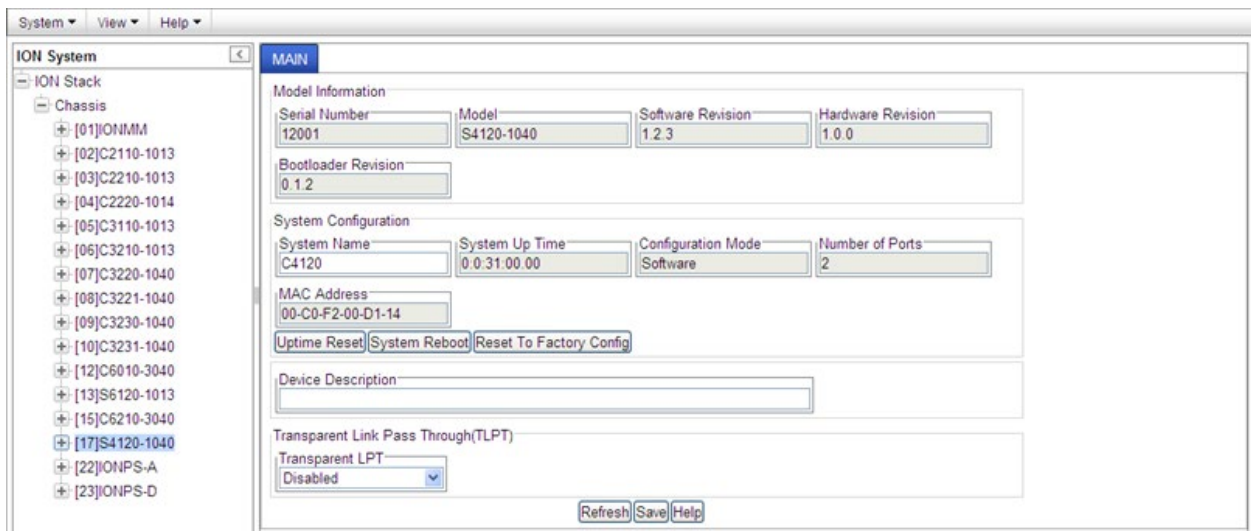 System View Help
ION System
ION Stack
Chassis
[01]IONMM
[02]C2110-1013
[03]C2210-1013
[04]C2220-1014
[05]C3110-1013
[06]C3210-1013
[07]C3220-1040
[08]C3221-1040
[09]C3230-1040
[10]C3231-1040
[12]C6010-3040
[13]S6120-1013
[15]C6210-3040
[17]S4120-1040
[22]IONPS-A
[23]IONPS-D
MAIN
Model Information
Serial Number Model Software Revision Hardware Revision
12001 S4120-1040 1.2.3 1.0.0
Bootloader Revision
0.1.2
System Configuration
System Name System Up Time Configuration Mode Number of Ports
C4120 0:0:31:00.00 Software 2
MAC Address
00-C0-F2-00-D1-14
Uptime Reset System Reboot Reset To Factory Config
Device Description
Transparent Link Pass Through(TLPT)
Transparent LPT
Disabled
Refresh Save Help